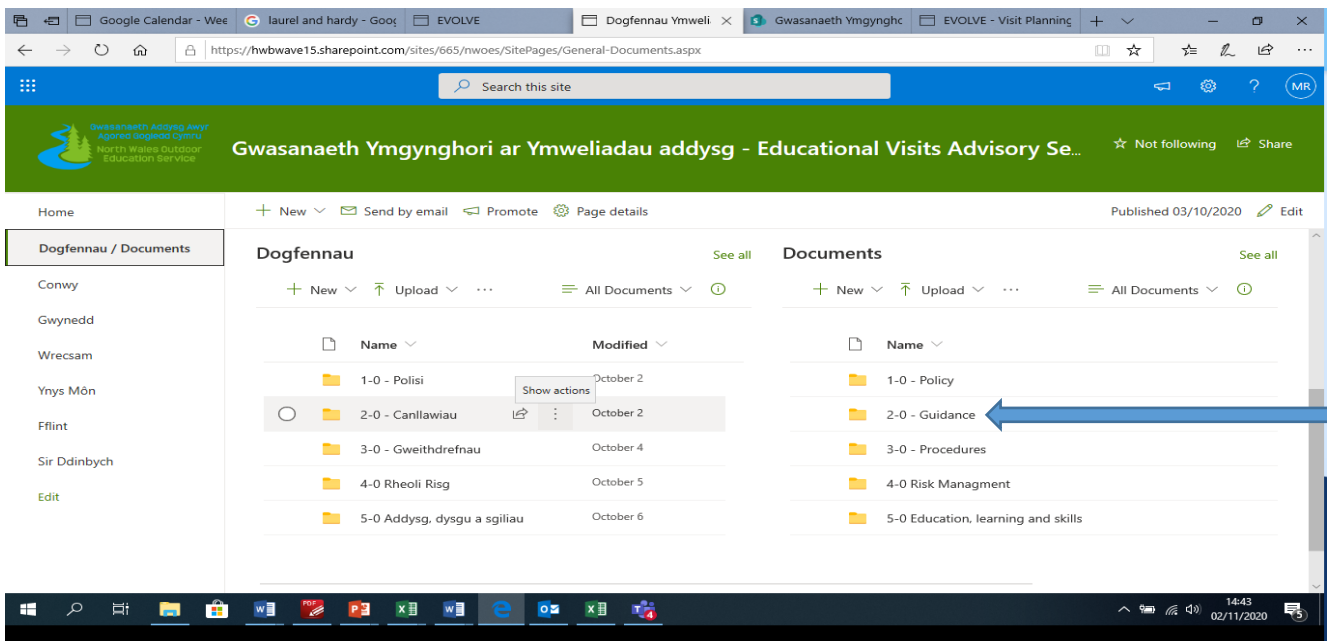 Google Calendar - Wee
laurel and hardy - Goog
EVOLVE
Dogfennau Ymweli
Gwasanaeth Ymgynghc
EVOLVE - Visit Planning
https://hwbwave15.sharepoint.com/sites/665/nwoes/SitePages/General-Documents.aspx
Search this site
MR
Gwasanaeth Addysg Awyr
Agored Gogledd Cymru
North Wales Outdoor
Education Service
Gwasanaeth Ymgynghori ar Ymweliadau addysg - Educational Visits Advisory Se...
Not following
Share
Home
Dogfennau / Documents
Conwy
Gwynedd
Wrecsam
Ynys Môn
Fflint
Sir Ddinbych
Edit
New
Send by email
Promote
Page details
Published 03/10/2020
Edit
Dogfennau
See all
New
Upload
All Documents
Name
Modified
1-0 - Polisi
October 2
Show actions
2-0 - Canllawiau
October 2
3-0 - Gweithdrefnau
October 4
4-0 Rheoli Risg
October 5
5-0 Addysg, dysgu a sgiliau
October 6
Documents
See all
New
Upload
All Documents
Name
1-0 - Policy
2-0 - Guidance
3-0 - Procedures
4-0 Risk Managment
5-0 Education, learning and skills
14:43
02/11/2020